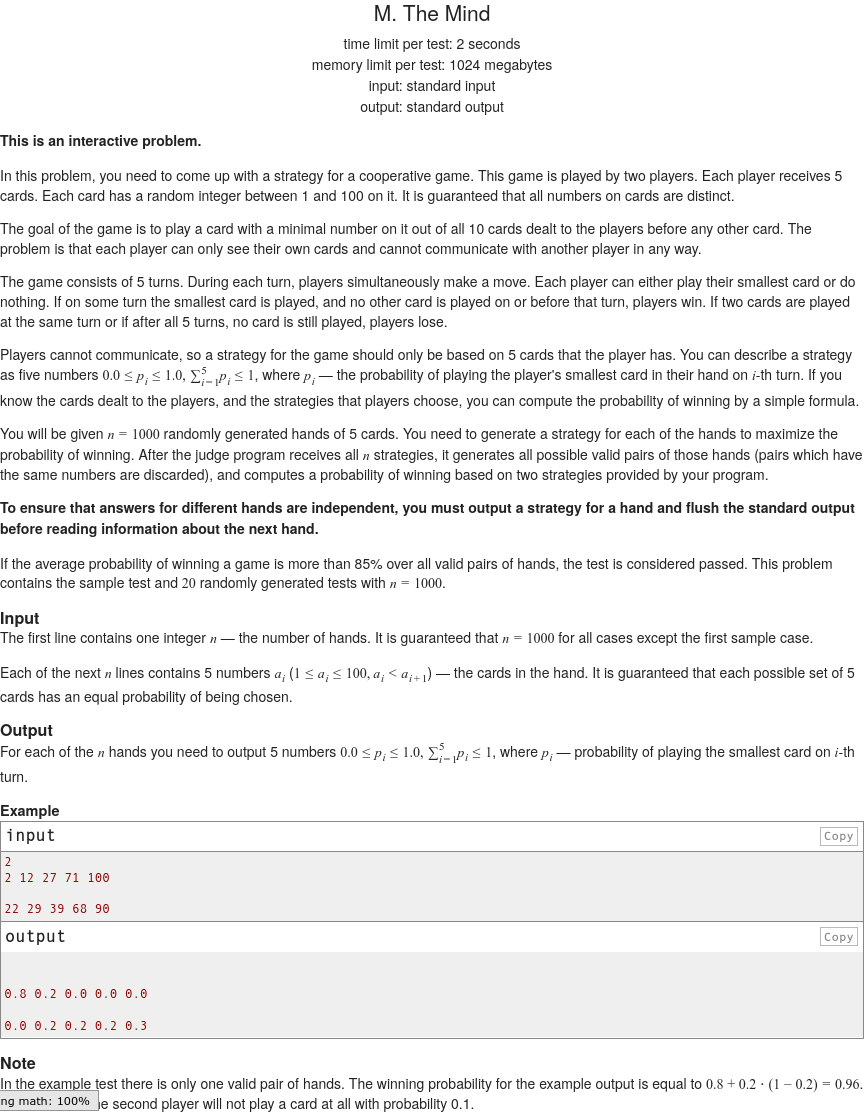 M. The Mind
time limit per test: 2 seconds
memory limit per test: 1024 megabytes
input: standard input
output: standard output
This is an interactive problem.
In this problem, you need to come up with a strategy for a cooperative game. This game is played by two players. Each player receives 5
cards. Each card has a random integer between 1 and 100 on it. It is guaranteed that all numbers on cards are distinct.
The goal of the game is to play a card with a minimal number on it out of all 10 cards dealt to the players before any other card. The
problem is that each player can only see their own cards and cannot communicate with another player in any way.
The game consists of 5 turns. During each turn, players simultaneously make a move. Each player can either play their smallest card or do
nothing. If on some turn the smallest card is played, and no other card is played on or before that turn, players win. If two cards are played
at the same turn or if after all 5 turns, no card is still played, players lose.
Players cannot communicate, so a strategy for the game should only be based on 5 cards that the player has. You can describe a strategy
as five numbers 0.0 ≤ p_i ≤ 1.0, ∑_{i=1}^{5} p_i ≤ 1, where p_i — the probability of playing the player's smallest card in their hand on i-th turn. If you
know the cards dealt to the players, and the strategies that players choose, you can compute the probability of winning by a simple formula.
You will be given n = 1000 randomly generated hands of 5 cards. You need to generate a strategy for each of the hands to maximize the
probability of winning. After the judge program receives all n strategies, it generates all possible valid pairs of those hands (pairs which have
the same numbers are discarded), and computes a probability of winning based on two strategies provided by your program.
To ensure that answers for different hands are independent, you must output a strategy for a hand and flush the standard output
before reading information about the next hand.
If the average probability of winning a game is more than 85% over all valid pairs of hands, the test is considered passed. This problem
contains the sample test and 20 randomly generated tests with n = 1000.
Input
The first line contains one integer n — the number of hands. It is guaranteed that n = 1000 for all cases except the first sample case.
Each of the next n lines contains 5 numbers a_i (1 ≤ a_i ≤ 100, a_i < a_{i+1}) — the cards in the hand. It is guaranteed that each possible set of 5
cards has an equal probability of being chosen.
Output
For each of the n hands you need to output 5 numbers 0.0 ≤ p_i ≤ 1.0, ∑_{i=1}^{5} p_i ≤ 1, where p_i — probability of playing the smallest card on i-th
turn.
Example
input
Copy
2
2 12 27 71 100
22 29 39 68 90
output
Copy
0.8 0.2 0.0 0.0 0.0
0.0 0.2 0.2 0.2 0.3
Note
In the example test there is only one valid pair of hands. The winning probability for the example output is equal to 0.8 + 0.2 · (1 − 0.2) = 0.96.
ng math: 100%
e second player will not play a card at all with probability 0.1.